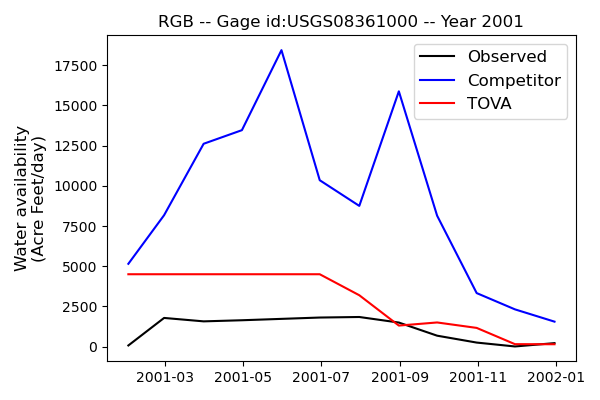 RGB -- Gage id:USGS08361000 -- Year 2001
Observed
Competitor
TOVA
Water availability
(Acre Feet/day)
17500
15000
12500
10000
7500
5000
2500
0
2001-03 2001-05 2001-07 2001-09 2001-11 2002-01